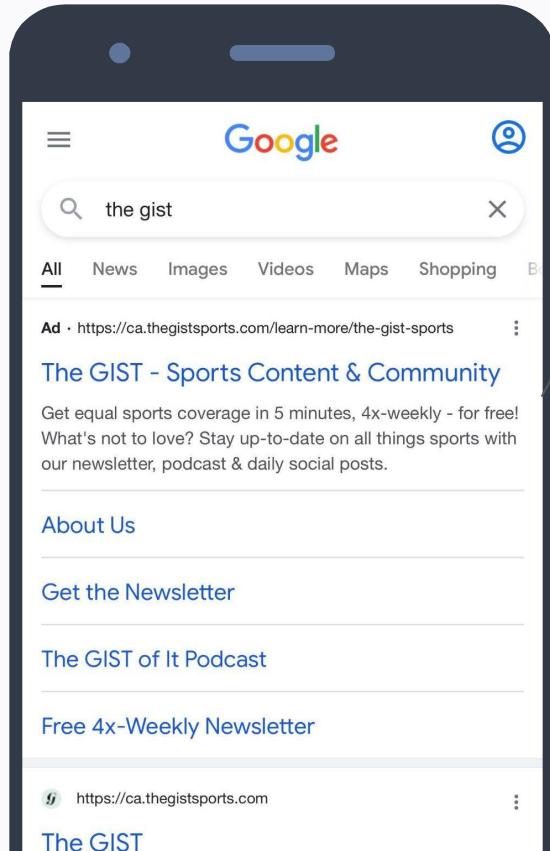 Google
the gist
All News Images Videos Maps Shopping
Ad · https://ca.thegistsports.com/learn-more/the-gist-sports
The GIST - Sports Content & Community
Get equal sports coverage in 5 minutes, 4x-weekly - for free!
What's not to love? Stay up-to-date on all things sports with
our newsletter, podcast & daily social posts.
About Us
Get the Newsletter
The GIST of It Podcast
Free 4x-Weekly Newsletter
https://ca.thegistsports.com
The GIST